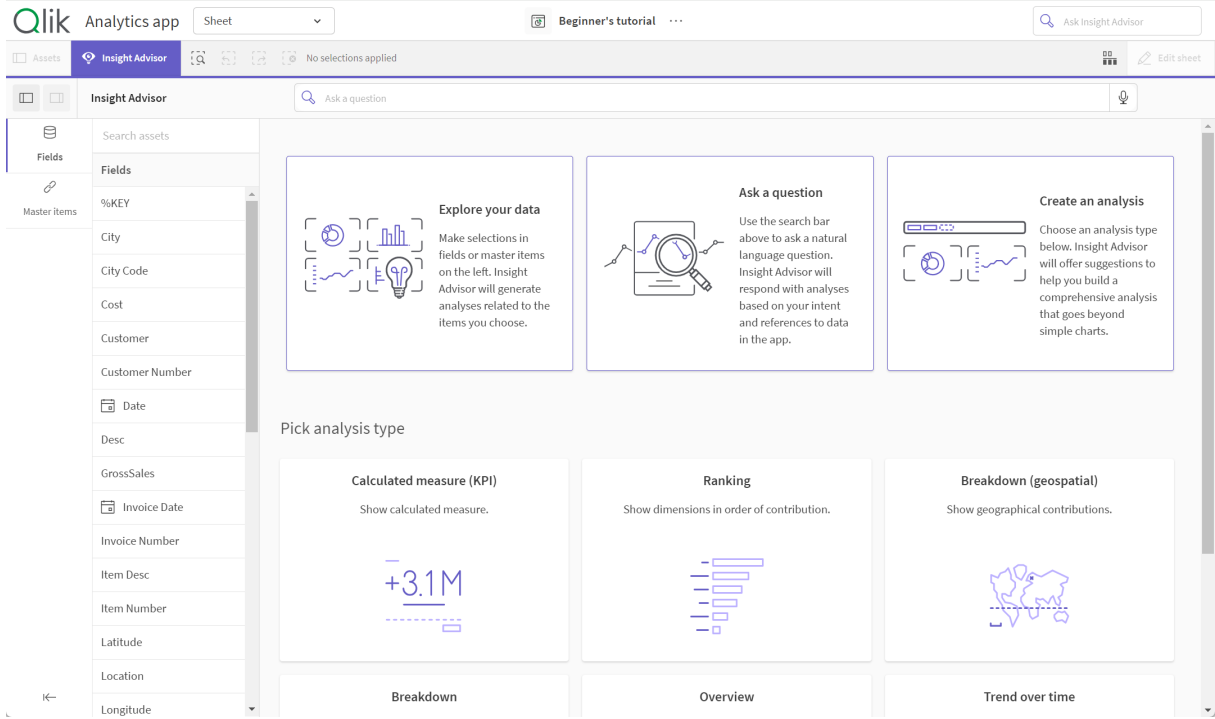 Qlik Analytics app Sheet Beginner's tutorial ... Ask Insight Advisor
Assets Insight Advisor No selections applied Edit sheet
Insight Advisor Ask a question
Fields
Master items
Search assets
Fields
%KEY
City
City Code
Cost
Customer
Customer Number
Date
Desc
GrossSales
Invoice Date
Invoice Number
Item Desc
Item Number
Latitude
Location
Longitude
Explore your data
Make selections in
fields or master items
on the left. Insight
Advisor will generate
analyses related to the
items you choose.
Ask a question
Use the search bar
above to ask a natural
language question.
Insight Advisor will
respond with analyses
based on your intent
and references to data
in the app.
Create an analysis
Choose an analysis type
below. Insight Advisor
will offer suggestions to
help you build a
comprehensive analysis
that goes beyond
simple charts.
Pick analysis type
Calculated measure (KPI)
Show calculated measure.
+3.1M
Ranking
Show dimensions in order of contribution.
Breakdown (geospatial)
Show geographical contributions.
Breakdown
Overview
Trend over time